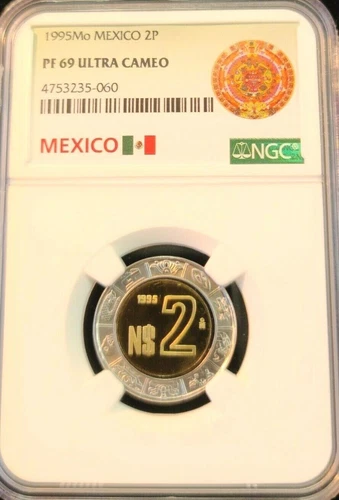 1995Mo MEXICO 2P
PF 69 ULTRA CAMEO
4753235-060
MEXICO
NGC
1995
N$2